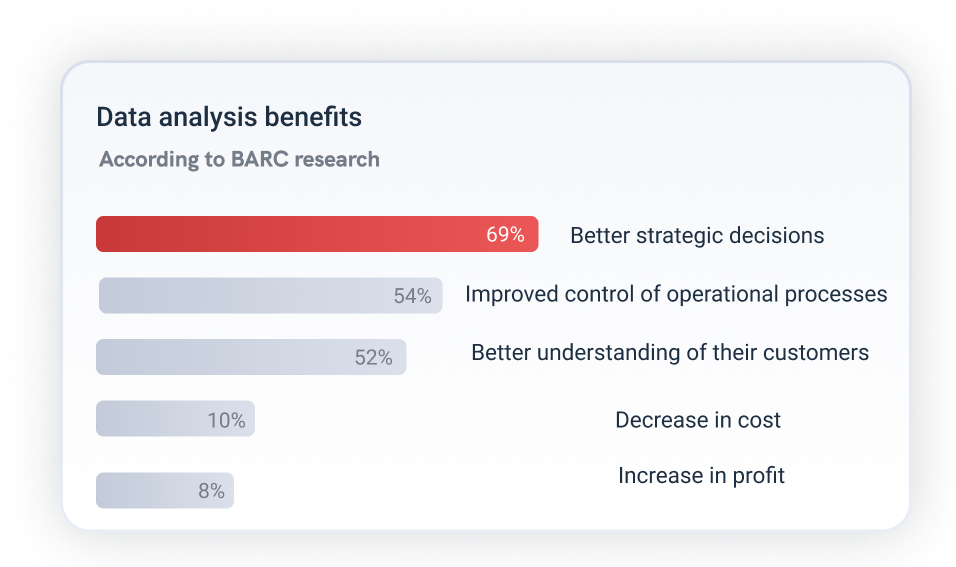 Data analysis benefits
According to BARC research
69% Better strategic decisions
54% Improved control of operational processes
52% Better understanding of their customers
10% Decrease in cost
8% Increase in profit